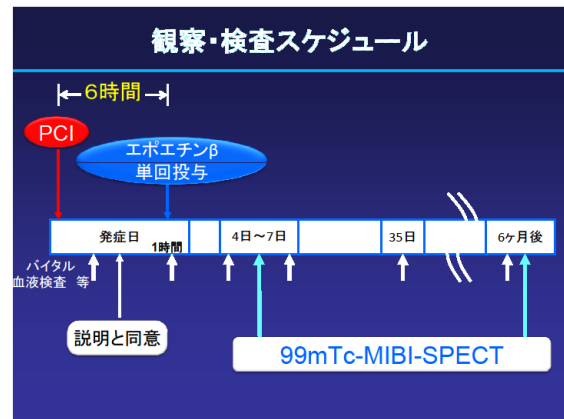 観察・検査スケジュール
6時間
PCI
エポエチンβ
単回投与
発症日
1時間
4日～7日
35日
6ヶ月後
バイタル
血液検査 等
説明と同意
99mTc-MIBI-SPECT